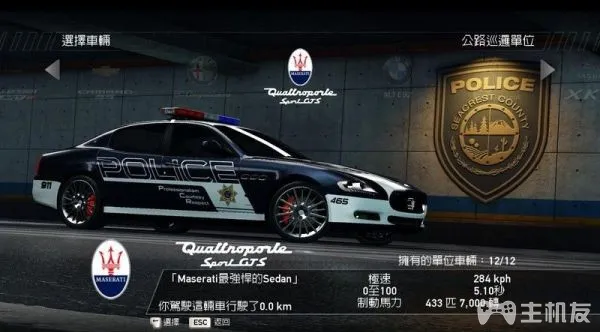 選擇車輛
公路巡邏單位
MASERATI
Quattroporte
Sport GTS
POLICE
SEACREST COUNTY
POLICE
Professionalism
Courtesy
Respect
911
465
Quattroporte
Sport GTS
擁有的單位車輛：12/12
MASERATI
「Maserati最強悍的Sedan」
極速 284 kph
0至100 5.10秒
你駕駛這輛車行駛了0.0 km
制動馬力 433 匹 7,000 轉
選擇 ESC 返回
主机友